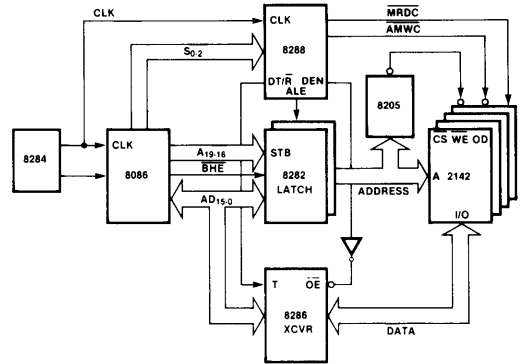 CLK
CLK
MRDC
AMWC
S0-2
8288
DT/R DEN
ALE
8205
8284
CLK
8086
A19-16
BHE
AD15-0
STB
8282
LATCH
ADDRESS
CS WE OD
A 2142
I/O
T OE
8286
XCVR
DATA